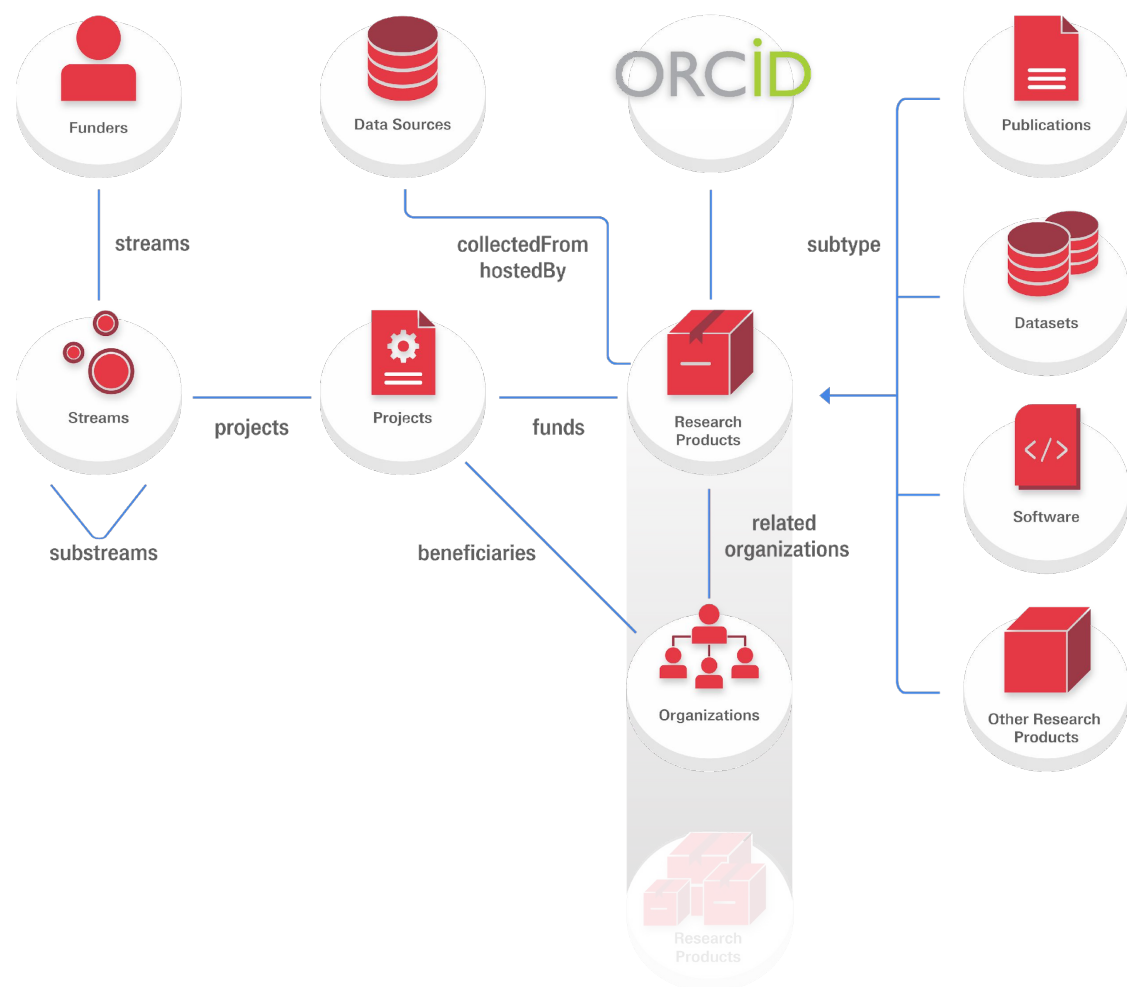 ORCiD
Funders
Data Sources
Publications
streams
collectedFrom
hostedBy
subtype
Datasets
Streams
projects
Projects
funds
Research
Products
Software
substreams
beneficiaries
related
organizations
Organizations
Other Research
Products
</>
Research
Products